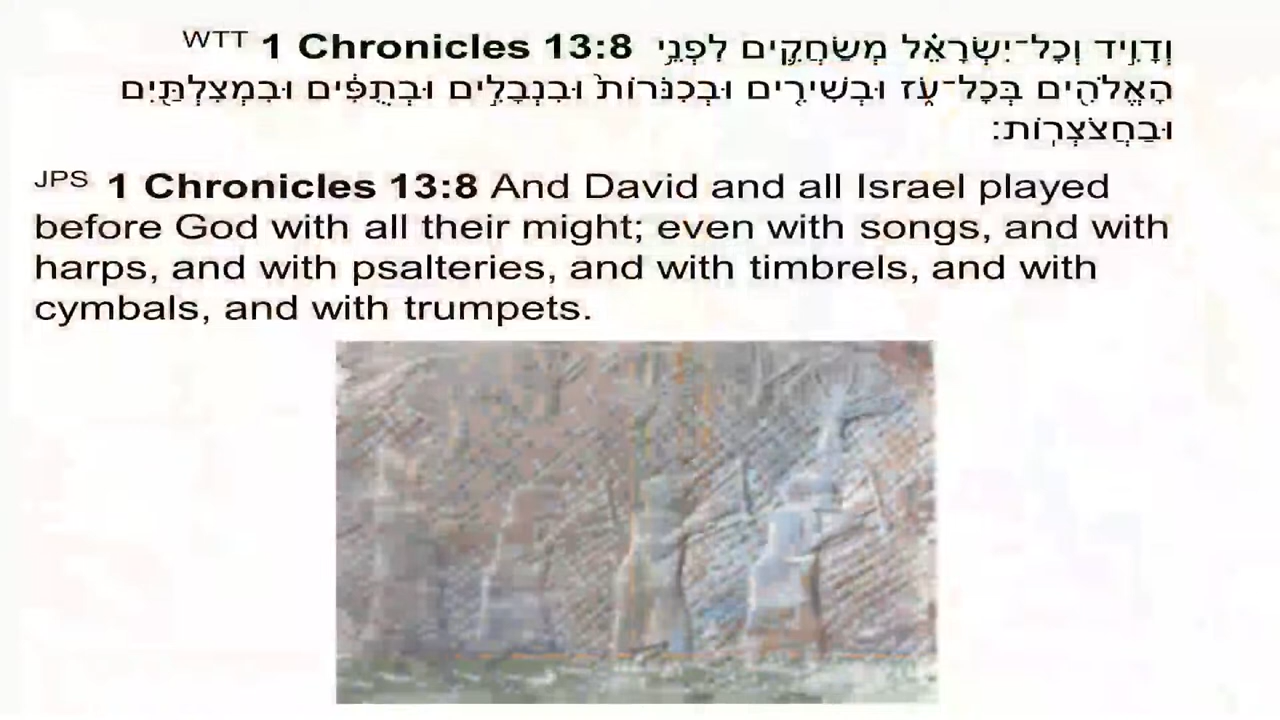 WTT 1 Chronicles 13:8 וְדָוִ֣יד וְכָל־יִשְׂרָאֵ֗ל מְשַׂחֲקִ֛ים לִפְנֵ֥י
הָאֱלֹהִ֖ים בְּכָל־עֹ֑ז וּבְשִׁירִ֤ים וּבְכִנֹּרוֹת֙ וּבִנְבָלִ֣ים וּבְתֻפִּ֔ים וּבִמְצִלְתַּ֖יִם
וּבַחֲצֹצְרֽוֹת׃
JPS 1 Chronicles 13:8 And David and all Israel played
before God with all their might; even with songs, and with
harps, and with psalteries, and with timbrels, and with
cymbals, and with trumpets.